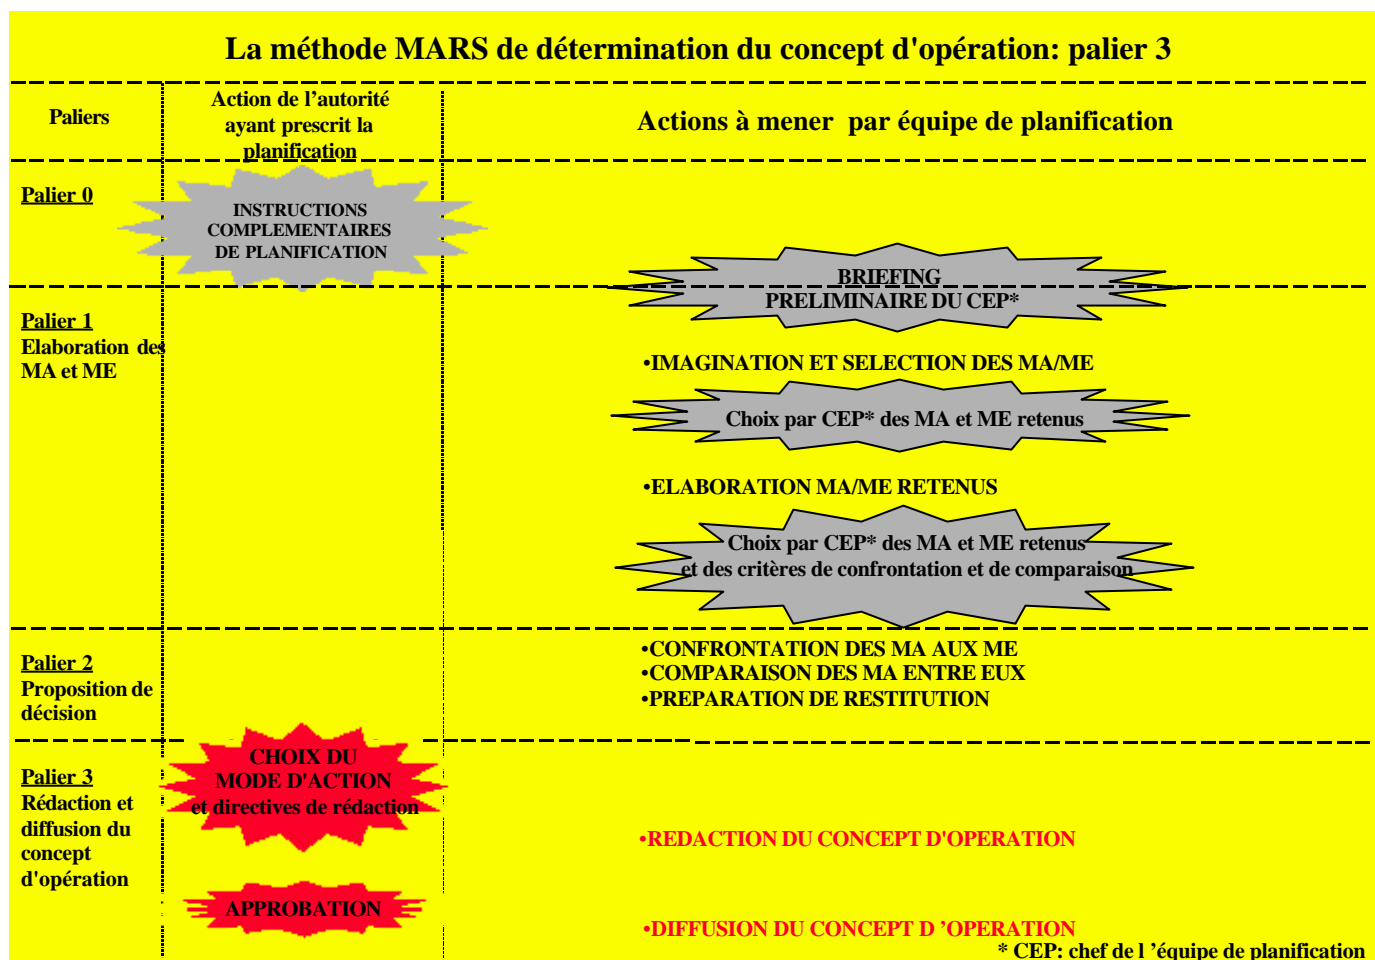 La méthode MARS de détermination du concept d'opération: palier 3
Paliers
Action de l'autorité
ayant prescrit la
planification
Actions à mener par équipe de planification
Palier 0
INSTRUCTIONS
COMPLEMENTAIRES
DE PLANIFICATION
BRIEFING
PRELIMINAIRE DU CEP*
Palier 1
Elaboration des
MA et ME
•IMAGINATION ET SELECTION DES MA/ME
Choix par CEP* des MA et ME retenus
•ELABORATION MA/ME RETENUS
Choix par CEP* des MA et ME retenus
et des critères de confrontation et de comparaison
Palier 2
Proposition de
décision
•CONFRONTATION DES MA AUX ME
•COMPARAISON DES MA ENTRE EUX
•PREPARATION DE RESTITUTION
Palier 3
Rédaction et
diffusion du
concept
d'opération
CHOIX DU
MODE D'ACTION
et directives de rédaction
•REDACTION DU CONCEPT D'OPERATION
APPROBATION
•DIFFUSION DU CONCEPT D ’OPERATION
* CEP: chef de l ’équipe de planification